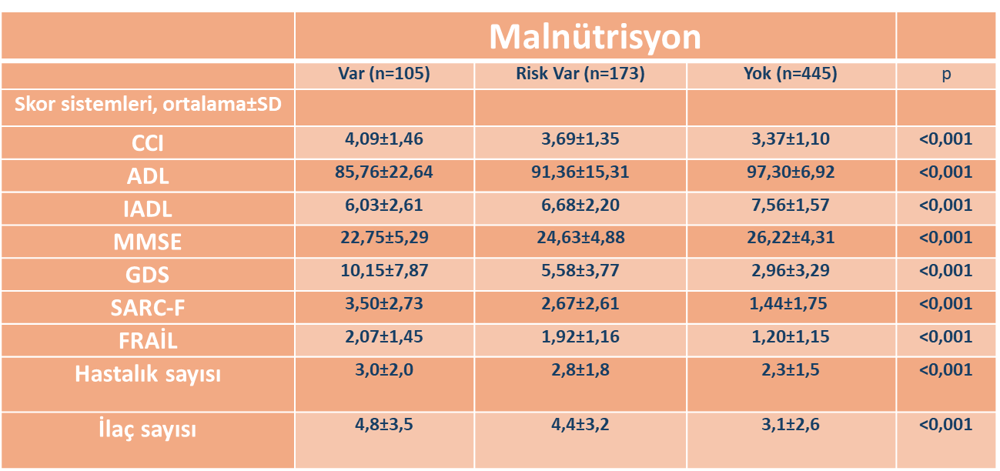 Malnütrisyon
Var (n=105) Risk Var (n=173) Yok (n=445) p
Skor sistemleri, ortalama±SD
CCI 4,09±1,46 3,69±1,35 3,37±1,10 <0,001
ADL 85,76±22,64 91,36±15,31 97,30±6,92 <0,001
IADL 6,03±2,61 6,68±2,20 7,56±1,57 <0,001
MMSE 22,75±5,29 24,63±4,88 26,22±4,31 <0,001
GDS 10,15±7,87 5,58±3,77 2,96±3,29 <0,001
SARC-F 3,50±2,73 2,67±2,61 1,44±1,75 <0,001
FRAİL 2,07±1,45 1,92±1,16 1,20±1,15 <0,001
Hastalık sayısı 3,0±2,0 2,8±1,8 2,3±1,5 <0,001
İlaç sayısı 4,8±3,5 4,4±3,2 3,1±2,6 <0,001